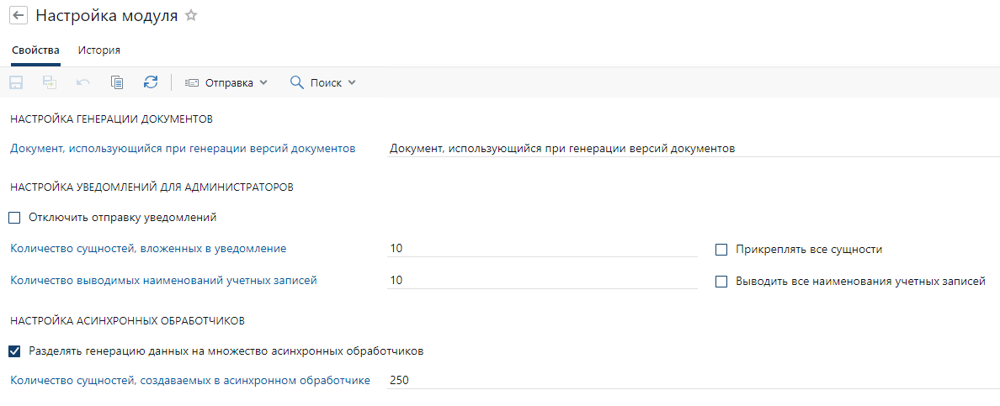 Настройка модуля
Свойства История
Отправка Поиск
НАСТРОЙКА ГЕНЕРАЦИИ ДОКУМЕНТОВ
Документ, использующийся при генерации версий документов Документ, использующийся при генерации версий документов
НАСТРОЙКА УВЕДОМЛЕНИЙ ДЛЯ АДМИНИСТРАТОРОВ
Отключить отправку уведомлений
Количество сущностей, вложенных в уведомление 10 Прикреплять все сущности
Количество выводимых наименований учетных записей 10 Выводить все наименования учетных записей
НАСТРОЙКА АСИНХРОННЫХ ОБРАБОТЧИКОВ
Разделять генерацию данных на множество асинхронных обработчиков
Количество сущностей, создаваемых в асинхронном обработчике 250